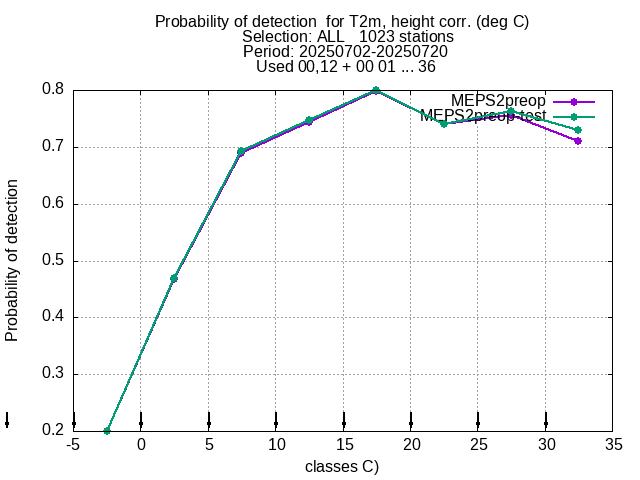 Probability of detection  for T2m, height corr. (deg C)
Selection: ALL   1023 stations
Period: 20250702-20250720
Used 00,12 + 00 01 ... 36
MEPS2preop
MEPS2preop-test
0.8
0.7
0.6
0.5
0.4
0.3
0.2
Probability of detection
-5 0 5 10 15 20 25 30 35
classes C)